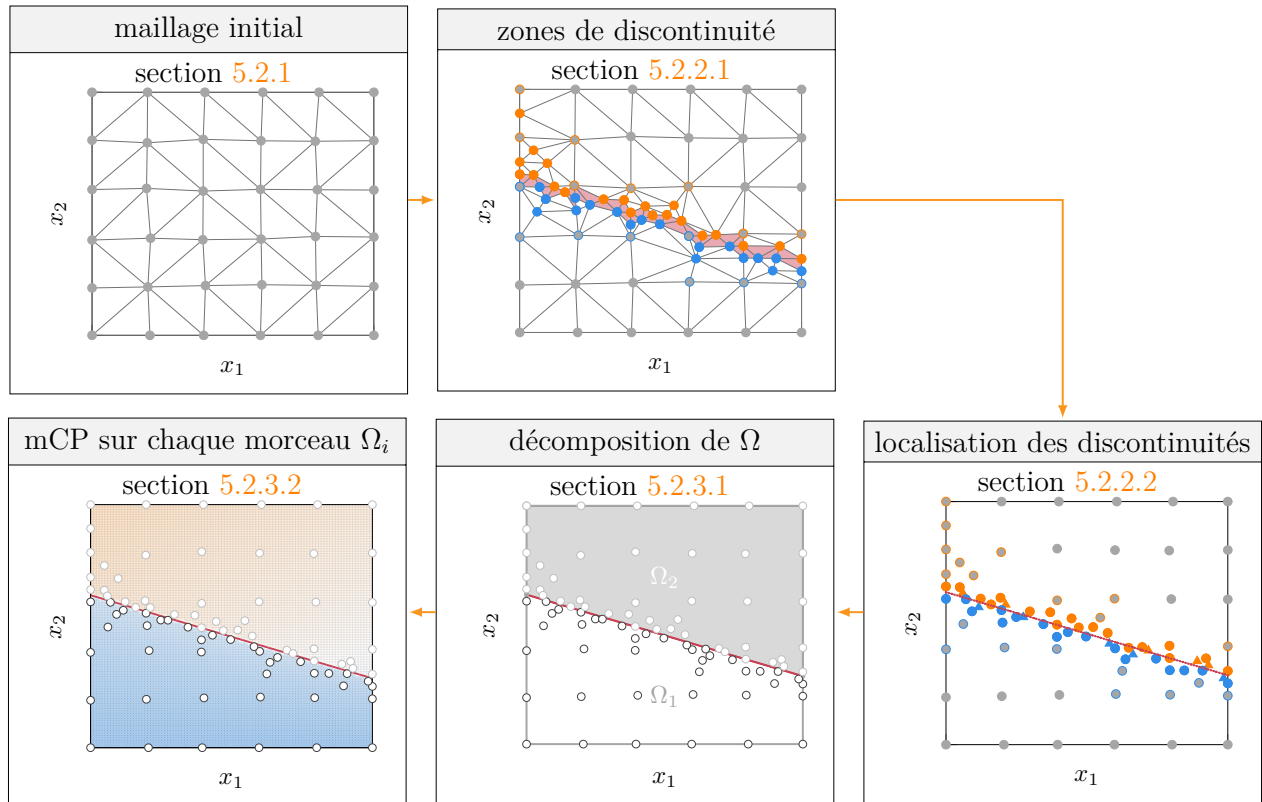 maillage initial
section 5.2.1
x₂
x₁
zones de discontinuité
section 5.2.2.1
x₂
x₁
mCP sur chaque morceau Ωᵢ
section 5.2.3.2
x₂
x₁
décomposition de Ω
section 5.2.3.1
Ω₂
x₂
Ω₁
x₁
localisation des discontinuités
section 5.2.2.2
x₂
x₁